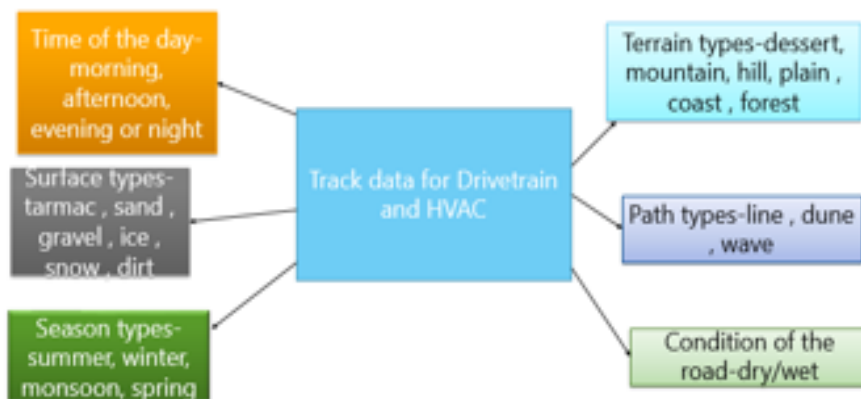 Time of the day-
morning,
afternoon,
evening or night
Surface types-
tarmac , sand ,
gravel , ice ,
snow , dirt
Season types-
summer, winter,
monsoon, spring
Track data for Drivetrain
and HVAC
Terrain types-dessert,
mountain, hill, plain ,
coast , forest
Path types-line , dune
, wave
Condition of the
road-dry/wet